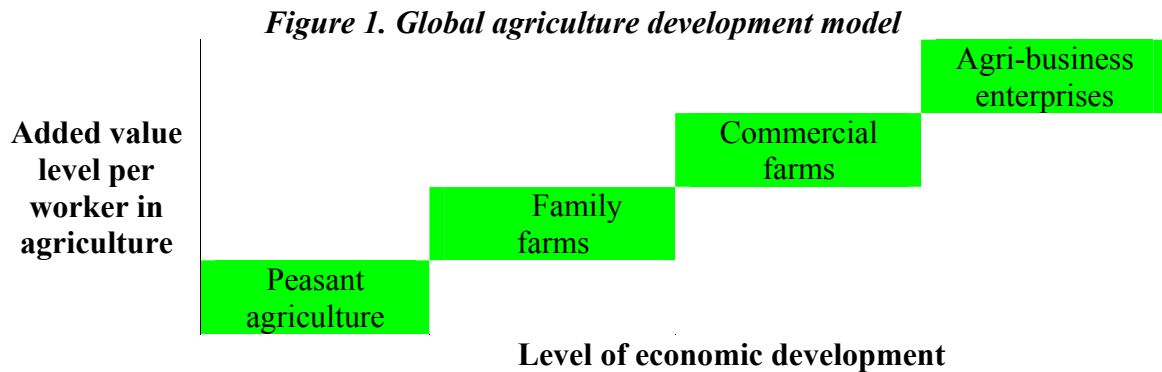 Figure 1. Global agriculture development model
Agri-business
enterprises
Added value
level per
worker in
agriculture
Commercial
farms
Family
farms
Peasant
agriculture
Level of economic development